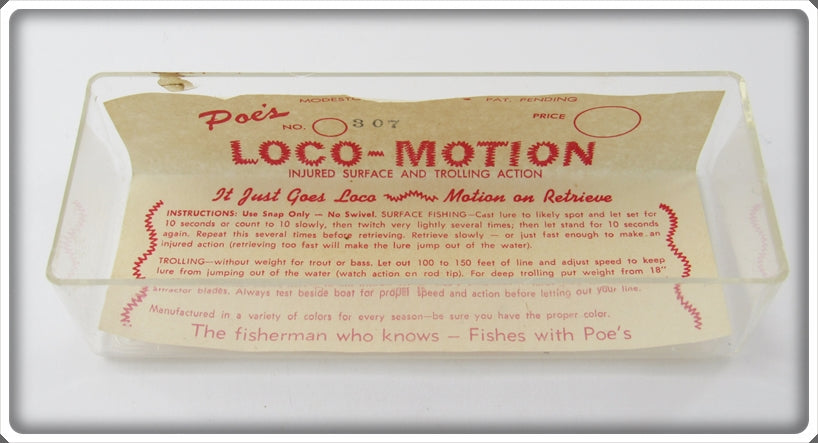 MODESTO PAT. PENDING
Poe's NO. 307 PRICE
LOCO-MOTION
INJURED SURFACE AND TROLLING ACTION
It Just Goes Loco Motion on Retrieve
INSTRUCTIONS: Use Snap Only — No Swivel. SURFACE FISHING—Cast lure to likely spot and let set for
10 seconds or count to 10 slowly, then twitch very lightly several times; then let stand for 10 seconds
again. Repeat this several times before retrieving. Retrieve slowly — or just fast enough to make an
injured action (retrieving too fast will make the lure jump out of the water).
TROLLING—without weight for trout or bass. Let out 100 to 150 feet of line and adjust speed to keep
lure from jumping out of the water (watch action on rod tip). For deep trolling put weight from 18"
attractor blades. Always test beside boat for proper speed and action before letting out your line.
Manufactured in a variety of colors for every season—be sure you have the proper color.
The fisherman who knows — Fishes with Poe's